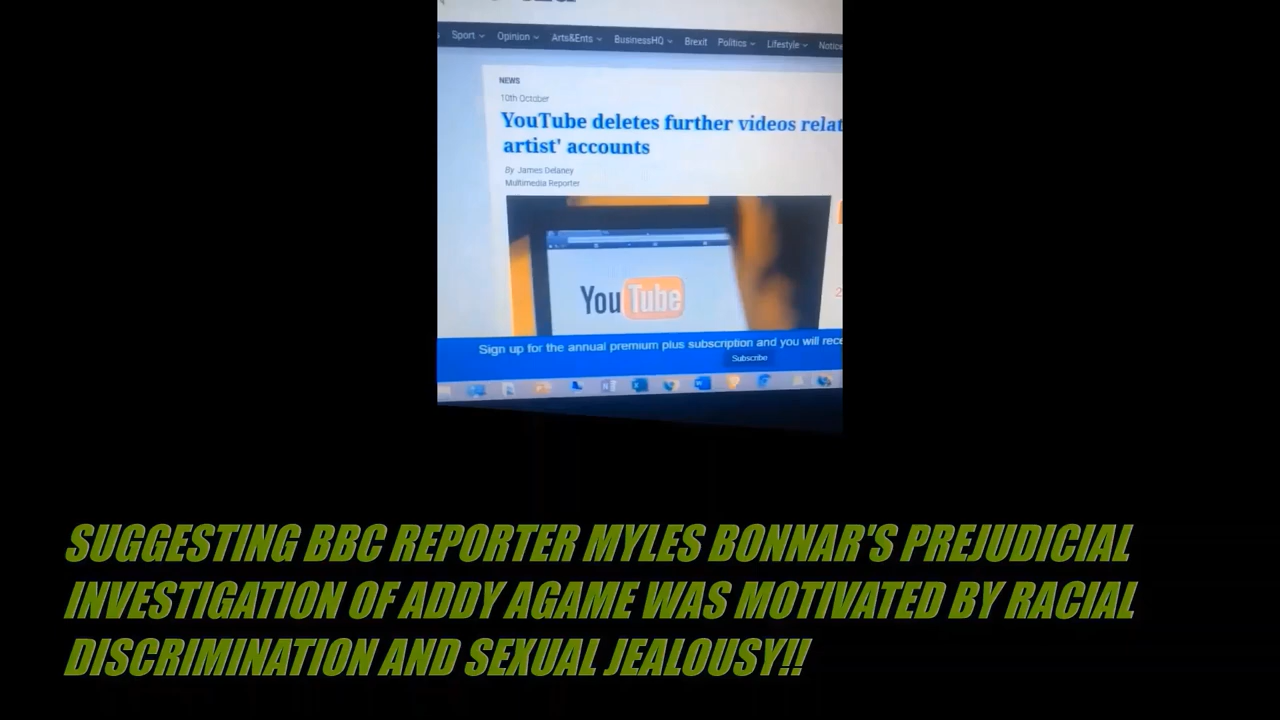 Sport Opinion Arts&Ents BusinessHQ Brexit Politics Lifestyle
NEWS
10th October
YouTube deletes further videos
artist' accounts
By James Delaney
Multimedia Reporter
YouTube
Sign up for the annual premium plus subscription and you will
Subscribe
SUGGESTING BBC REPORTER MYLES BONNAR'S PREJUDICIAL
INVESTIGATION OF ADDY AGAME WAS MOTIVATED BY RACIAL
DISCRIMINATION AND SEXUAL JEALOUSY!!